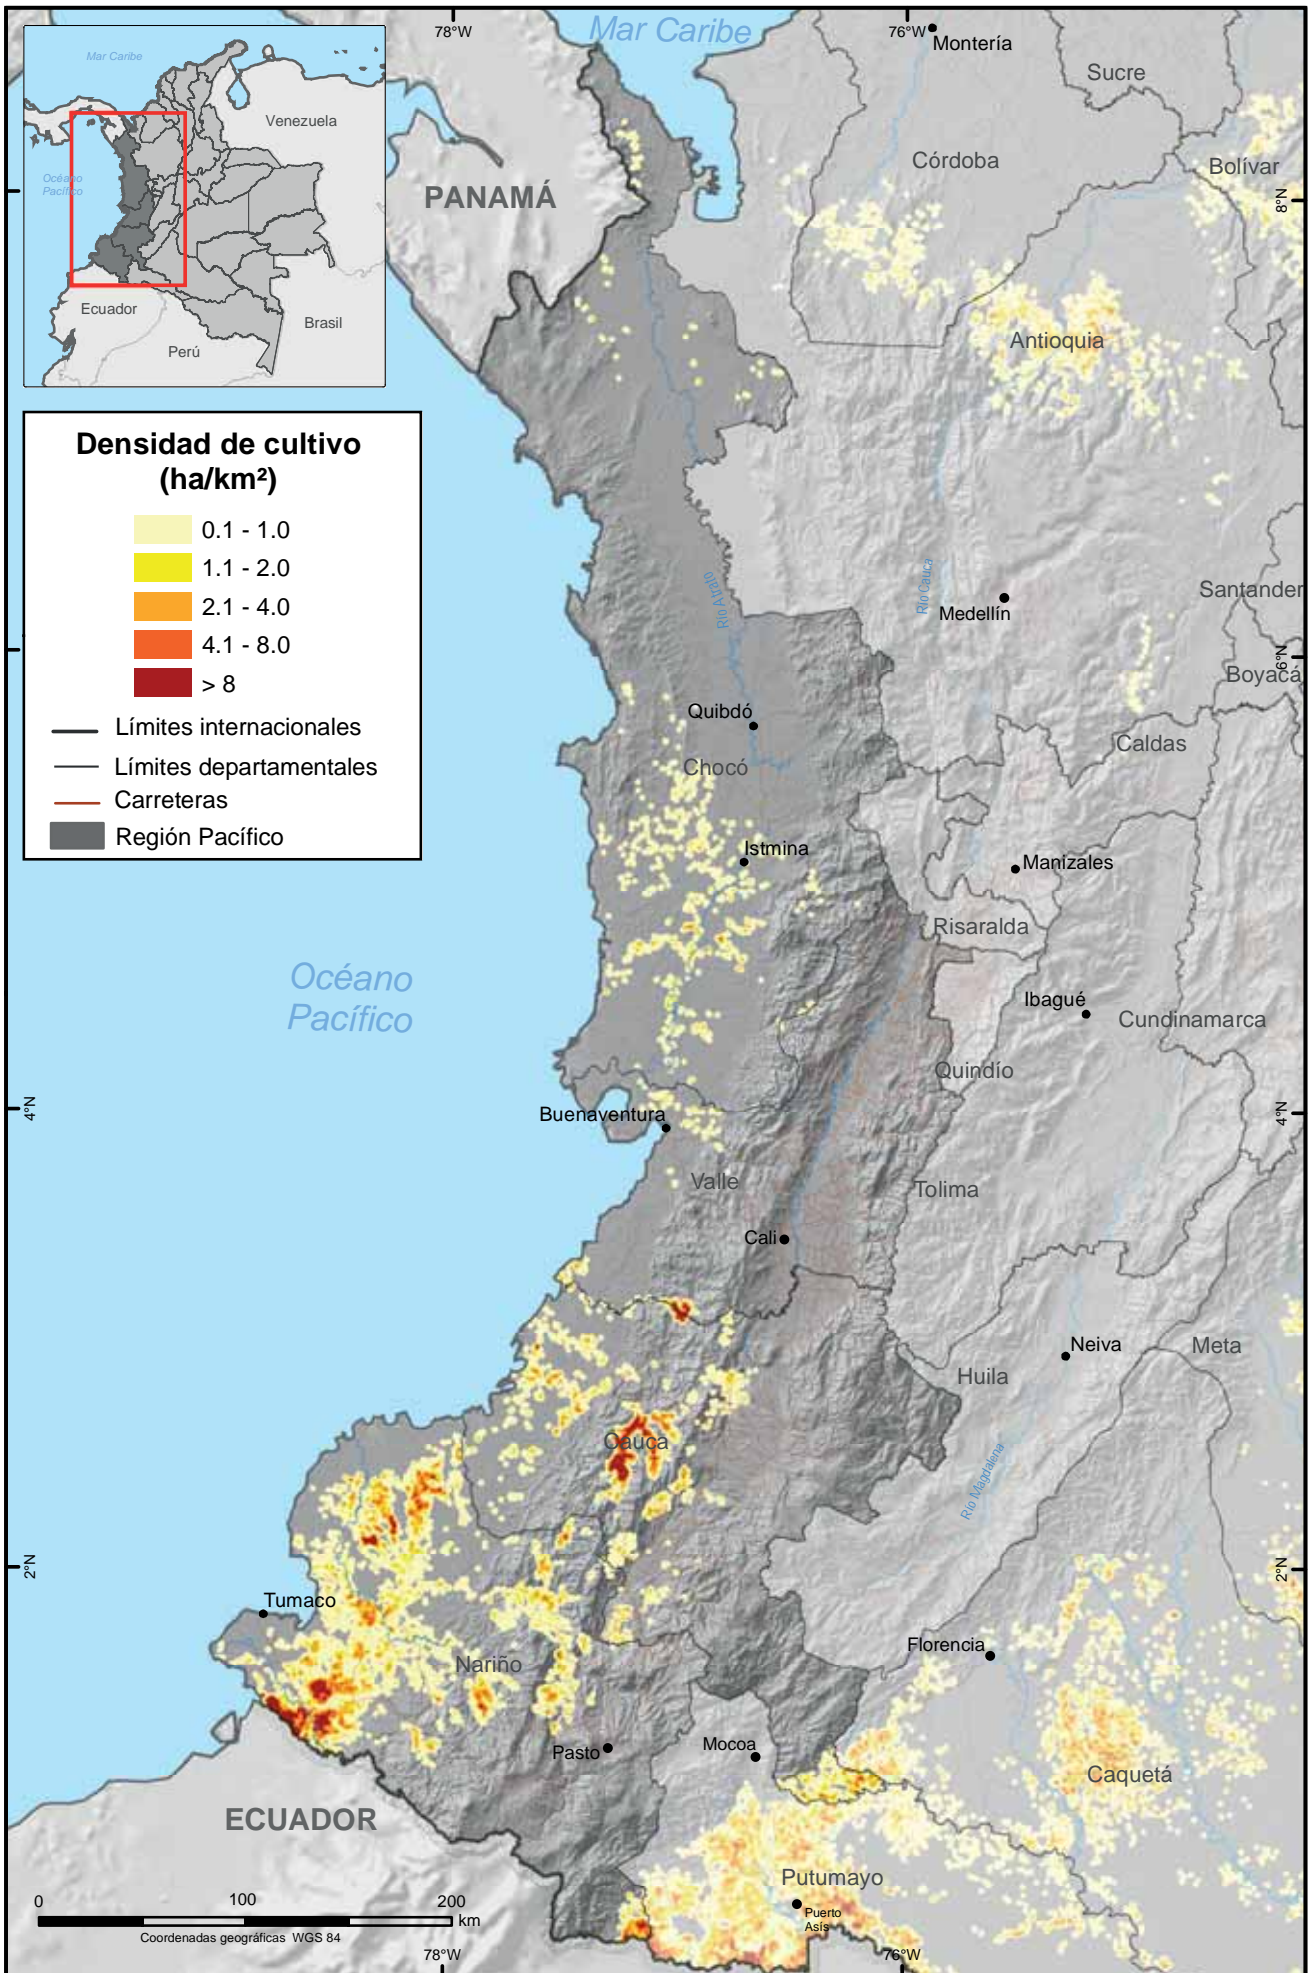 Mar Caribe
Venezuela
Océano
Pacífico
Ecuador
Brasil
Perú
78°W
Mar Caribe
76°W
Montería
Sucre
Córdoba
Bolívar
PANAMÁ
8°N
Antioquia
Densidad de cultivo
(ha/km²)
0.1 - 1.0
1.1 - 2.0
2.1 - 4.0
4.1 - 8.0
> 8
Límites internacionales
Límites departamentales
Carreteras
Región Pacífico
Río Atrato
Río Cauca
Santander
Medellín
6°N
Boyacá
Quibdó
Caldas
Chocó
Istmina
Manizales
Risaralda
Océano
Pacífico
Ibagué
Cundinamarca
Quindío
4°N
Buenaventura
4°N
Valle
Tolima
Cali
Neiva
Meta
Huila
Cauca
Río Magdalena
2°N
2°N
Tumaco
Florencia
Nariño
Pasto
Mocoa
Caquetá
ECUADOR
Putumayo
Puerto
Asís
0 100 200
km
Coordenadas geográficas WGS 84
78°W
76°W